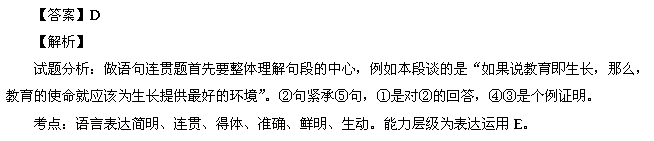 【答案】D
【解析】
试题分析：做语句连贯题首先要整体理解句段的中心，例如本段谈的是“如果说教育即生长，那么，
教育的使命就应该为生长提供最好的环境”。②句紧承⑤句，①是对②的回答，④③是个例证明。
考点：语言表达简明、连贯、得体、准确、鲜明、生动。能力层级为表达运用 E。